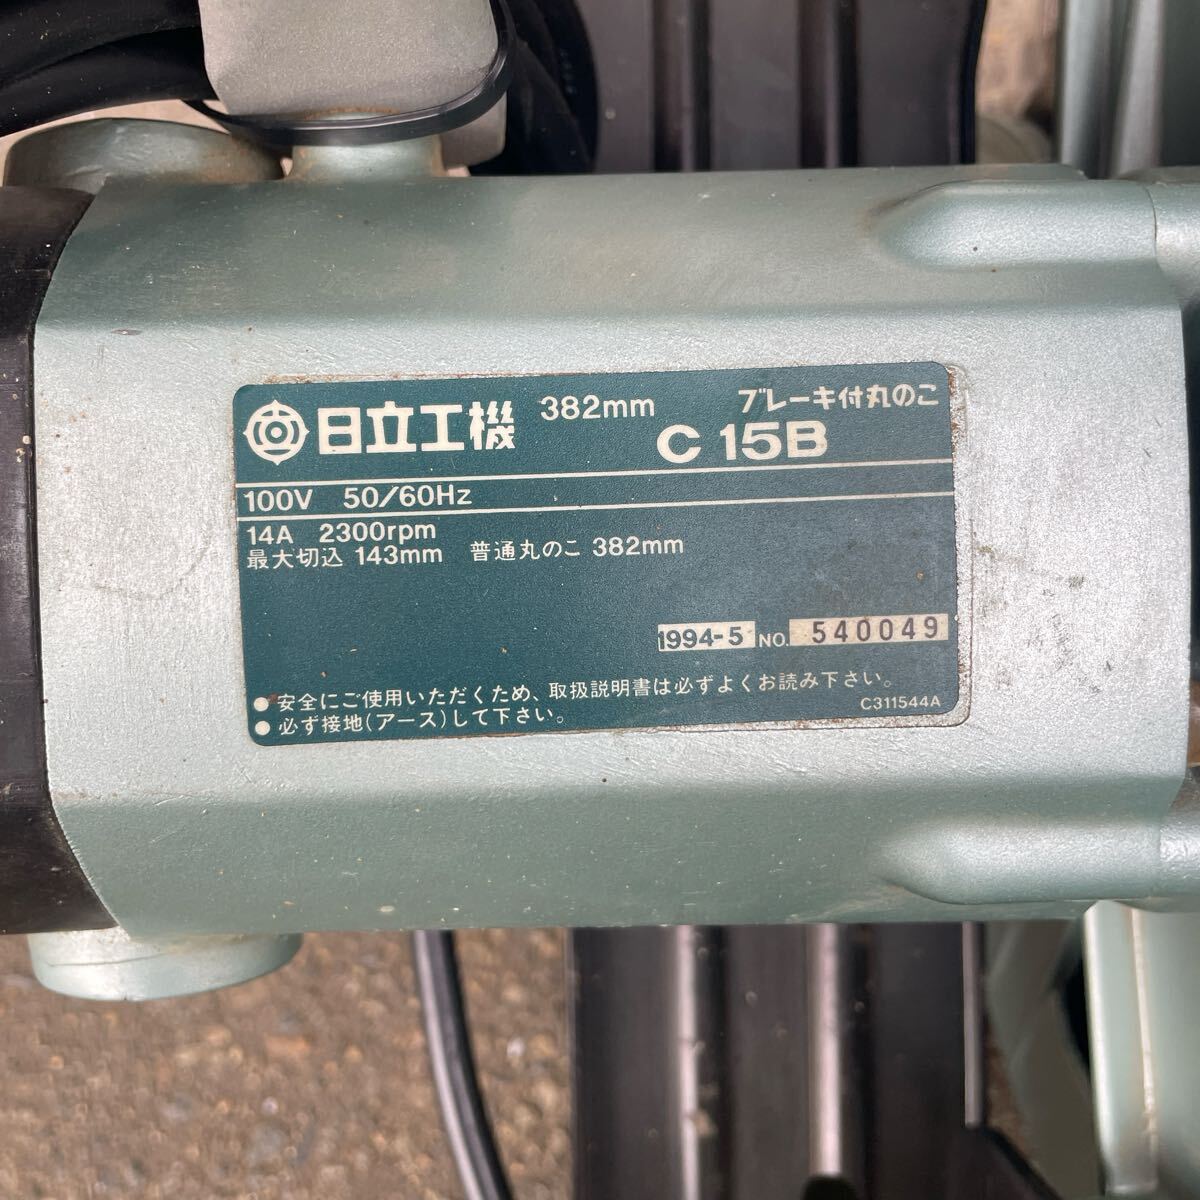 日立工機 382mm ブレーキ付丸のこ
C 15B
100V 50/60Hz
14A 2300rpm
最大切込 143mm 普通丸のこ 382mm
1994-5 NO. 540049
●安全にご使用いただくため、取扱説明書は必ずよくお読み下さい。
●必ず接地(アース)して下さい。
C311544A